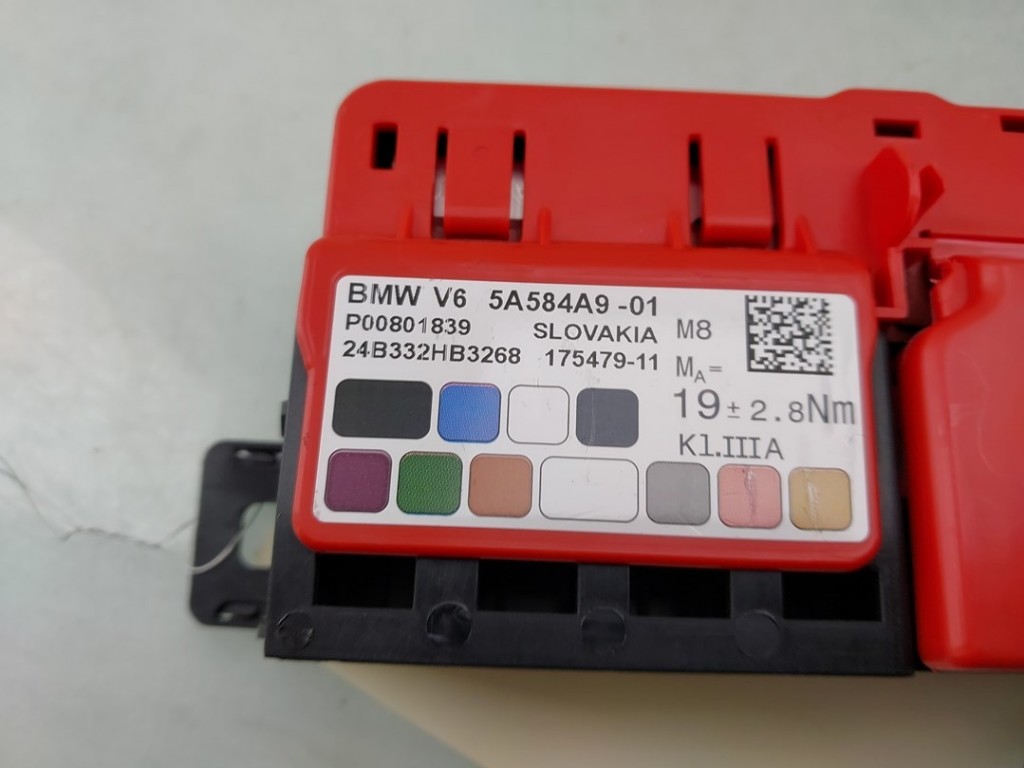 BMW V6 5A584A9-01
P00801839 SLOVAKIA
24B332HB3268 175479-11
M8
MA=
19 ± 2.8Nm
Kl.IIIA